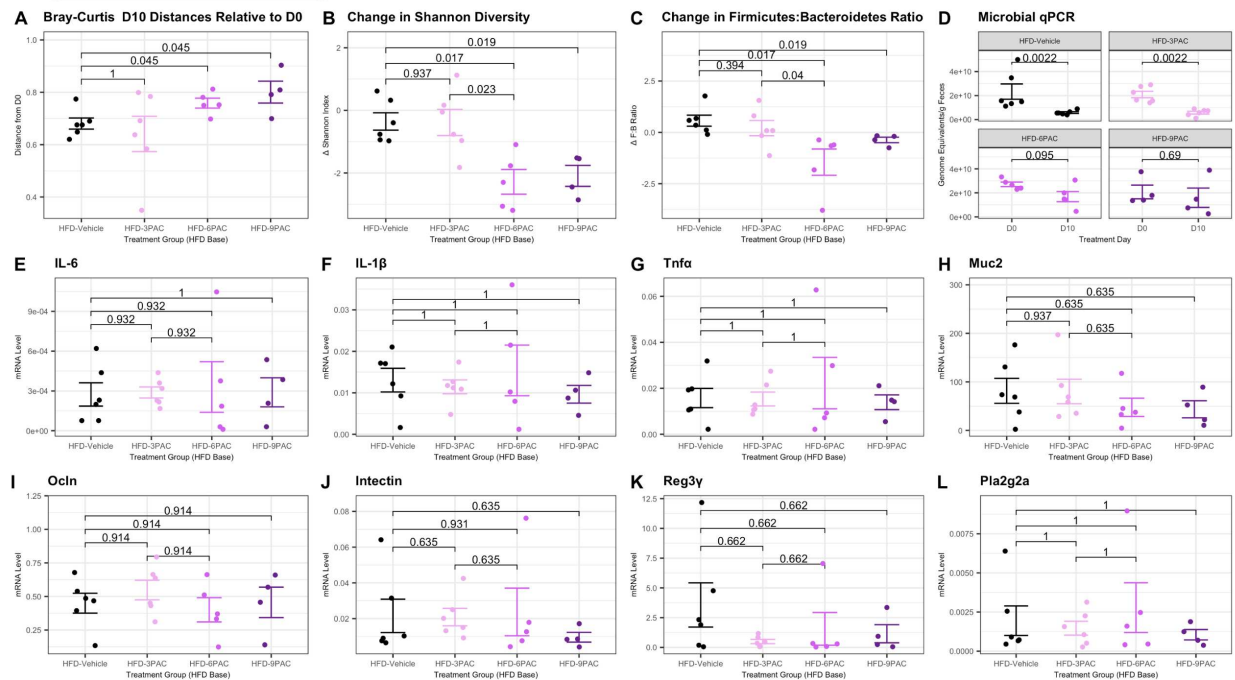 A Bray-Curtis D10 Distances Relative to D0
0.045
0.045
1
1.0
0.8
0.6
0.4
Distance from D0
HFD-Vehicle HFD-3PAC HFD-6PAC HFD-9PAC
Treatment Group (HFD Base)
B Change in Shannon Diversity
0.019
0.017
0.937
0.023
2
0
-2
Δ Shannon Index
HFD-Vehicle HFD-3PAC HFD-6PAC HFD-9PAC
Treatment Group (HFD Base)
C Change in Firmicutes:Bacteroidetes Ratio
0.019
0.017
0.394
0.04
2.5
0.0
-2.5
Δ F:B Ratio
HFD-Vehicle HFD-3PAC HFD-6PAC HFD-9PAC
Treatment Group (HFD Base)
D Microbial qPCR
HFD-Vehicle HFD-3PAC
0.0022 0.0022
4e+10
2e+10
0e+00
HFD-6PAC HFD-9PAC
0.095 0.69
4e+10
2e+10
0e+00
Genome Equivalents/g Feces
D0 D10 D0 D10
Treatment Day
E IL-6
1
0.932
0.932
0.932
9e-04
6e-04
3e-04
0e+00
mRNA Level
HFD-Vehicle HFD-3PAC HFD-6PAC HFD-9PAC
Treatment Group (HFD Base)
F IL-1β
1
1
1
1
0.03
0.02
0.01
0.00
mRNA Level
HFD-Vehicle HFD-3PAC HFD-6PAC HFD-9PAC
Treatment Group (HFD Base)
G Tnfα
1
1
1
1
0.06
0.04
0.02
0.00
mRNA Level
HFD-Vehicle HFD-3PAC HFD-6PAC HFD-9PAC
Treatment Group (HFD Base)
H Muc2
0.635
0.635
0.937
0.635
300
200
100
0
mRNA Level
HFD-Vehicle HFD-3PAC HFD-6PAC HFD-9PAC
Treatment Group (HFD Base)
I Ocln
0.914
0.914
0.914
0.914
1.25
1.00
0.75
0.50
0.25
mRNA Level
HFD-Vehicle HFD-3PAC HFD-6PAC HFD-9PAC
Treatment Group (HFD Base)
J Intectin
0.635
0.931
0.635
0.635
0.08
0.06
0.04
0.02
mRNA Level
HFD-Vehicle HFD-3PAC HFD-6PAC HFD-9PAC
Treatment Group (HFD Base)
K Reg3γ
0.662
0.662
0.662
0.662
12.5
10.0
7.5
5.0
2.5
0.0
mRNA Level
HFD-Vehicle HFD-3PAC HFD-6PAC HFD-9PAC
Treatment Group (HFD Base)
L Pla2g2a
1
1
1
1
0.0075
0.0050
0.0025
0.0000
mRNA Level
HFD-Vehicle HFD-3PAC HFD-6PAC HFD-9PAC
Treatment Group (HFD Base)